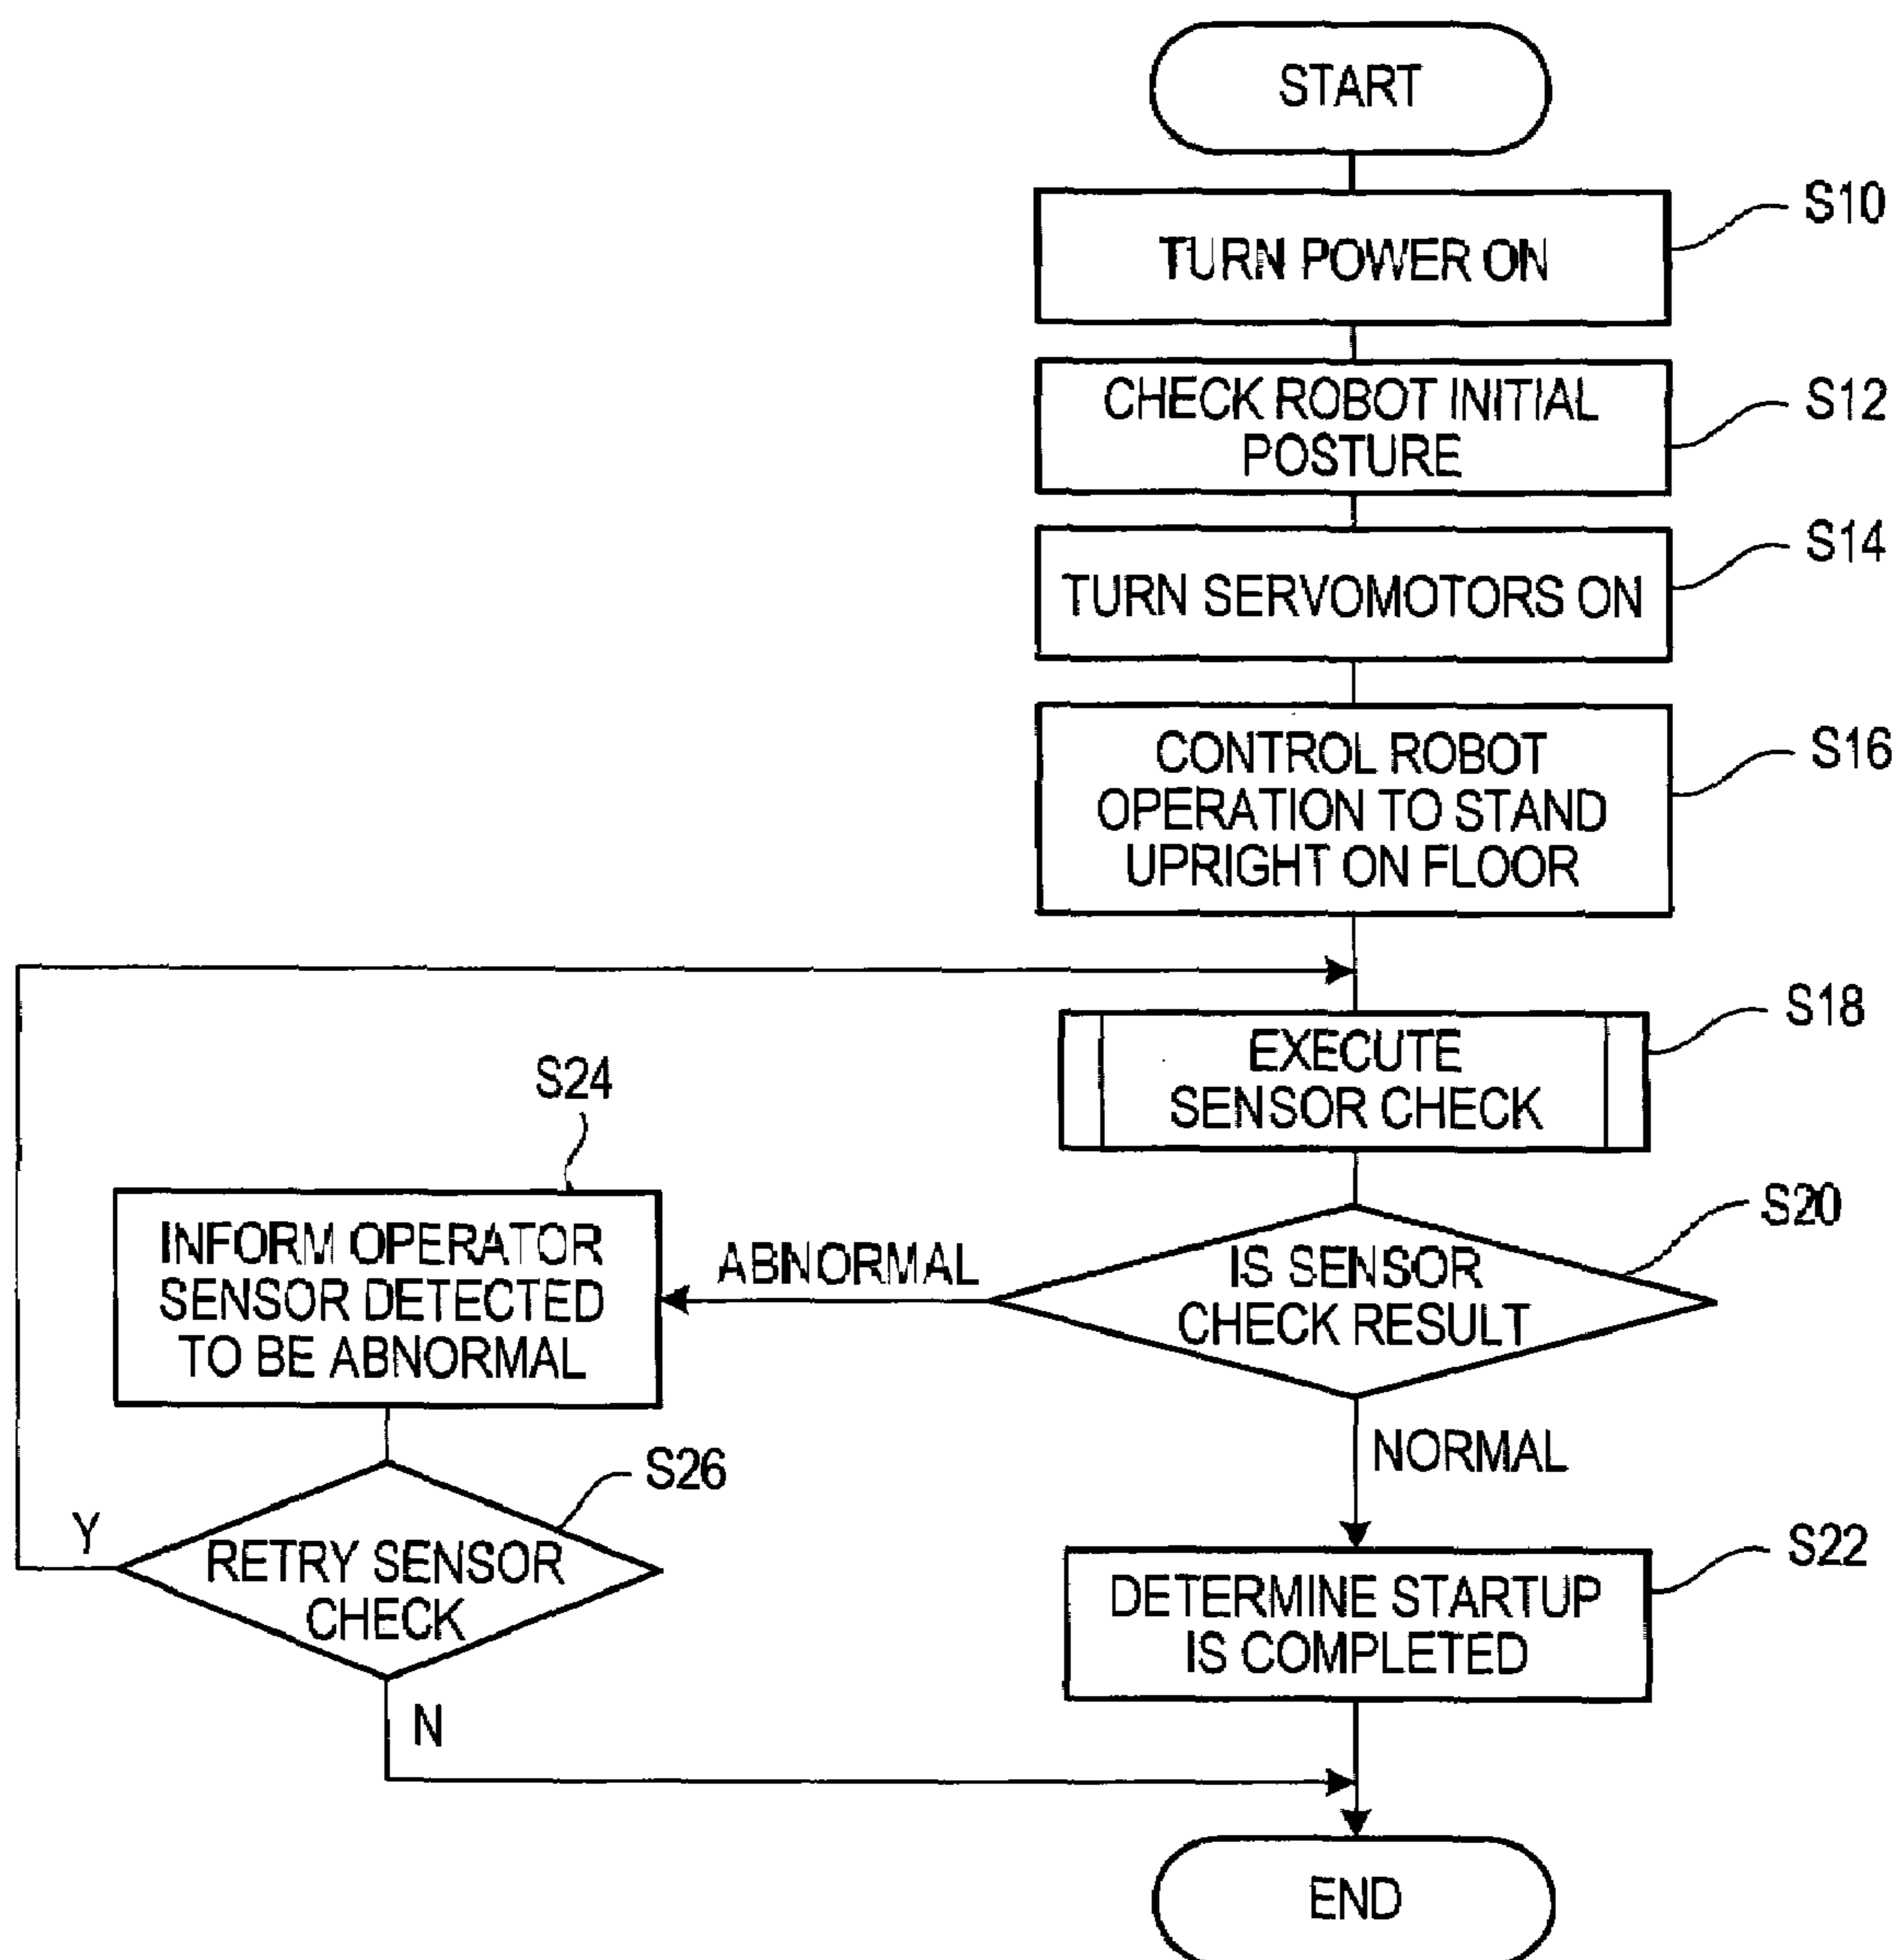 START
S10
TURN POWER ON
S12
CHECK ROBOT INITIAL
POSTURE
S14
TURN SERVOMOTORS ON
S16
CONTROL ROBOT
OPERATION TO STAND
UPRIGHT ON FLOOR
S18
EXECUTE
SENSOR CHECK
S20
IS SENSOR
CHECK RESULT
ABNORMAL
S24
INFORM OPERATOR
SENSOR DETECTED
TO BE ABNORMAL
NORMAL
S26
RETRY SENSOR
CHECK
Y
N
S22
DETERMINE STARTUP
IS COMPLETED
END